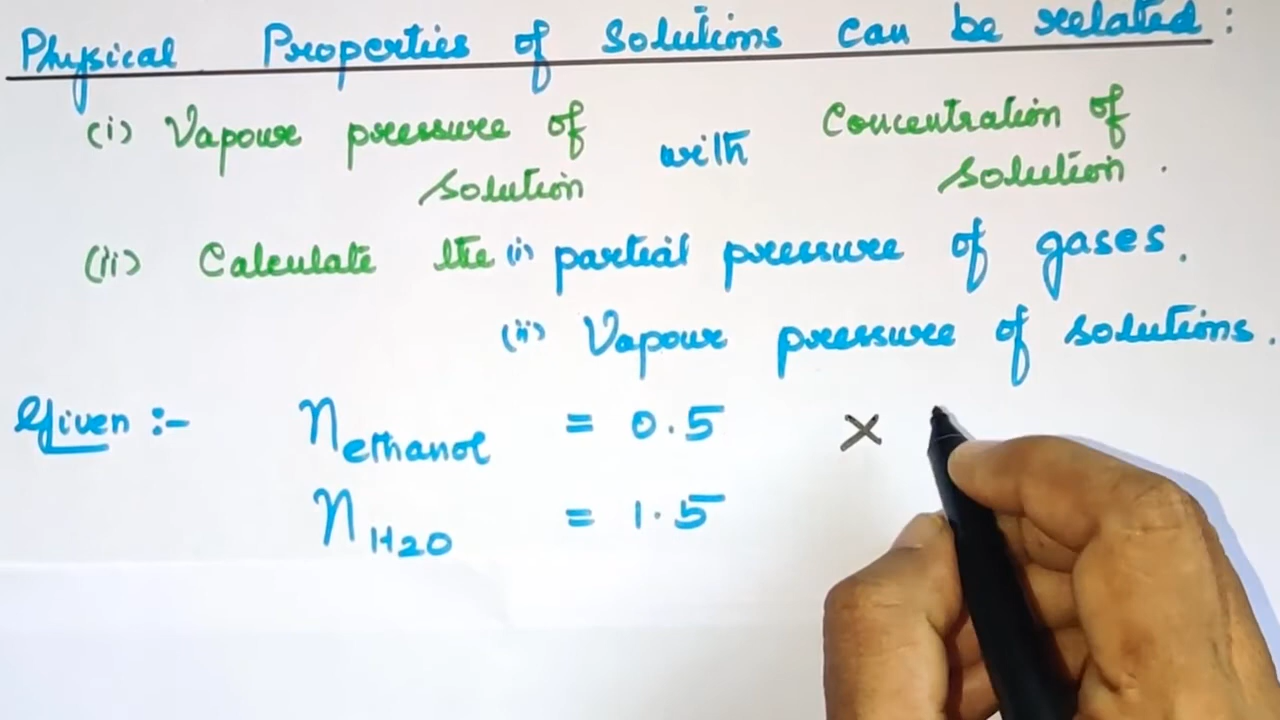 Physical Properties of Solutions can be related:
(i) Vapour pressure of solution with Concentration of solution.
(ii) Calculate the (i) partial pressure of gases.
(ii) Vapour pressure of solutions.
Given :- n ethanol = 0.5 ×
n H2O = 1.5